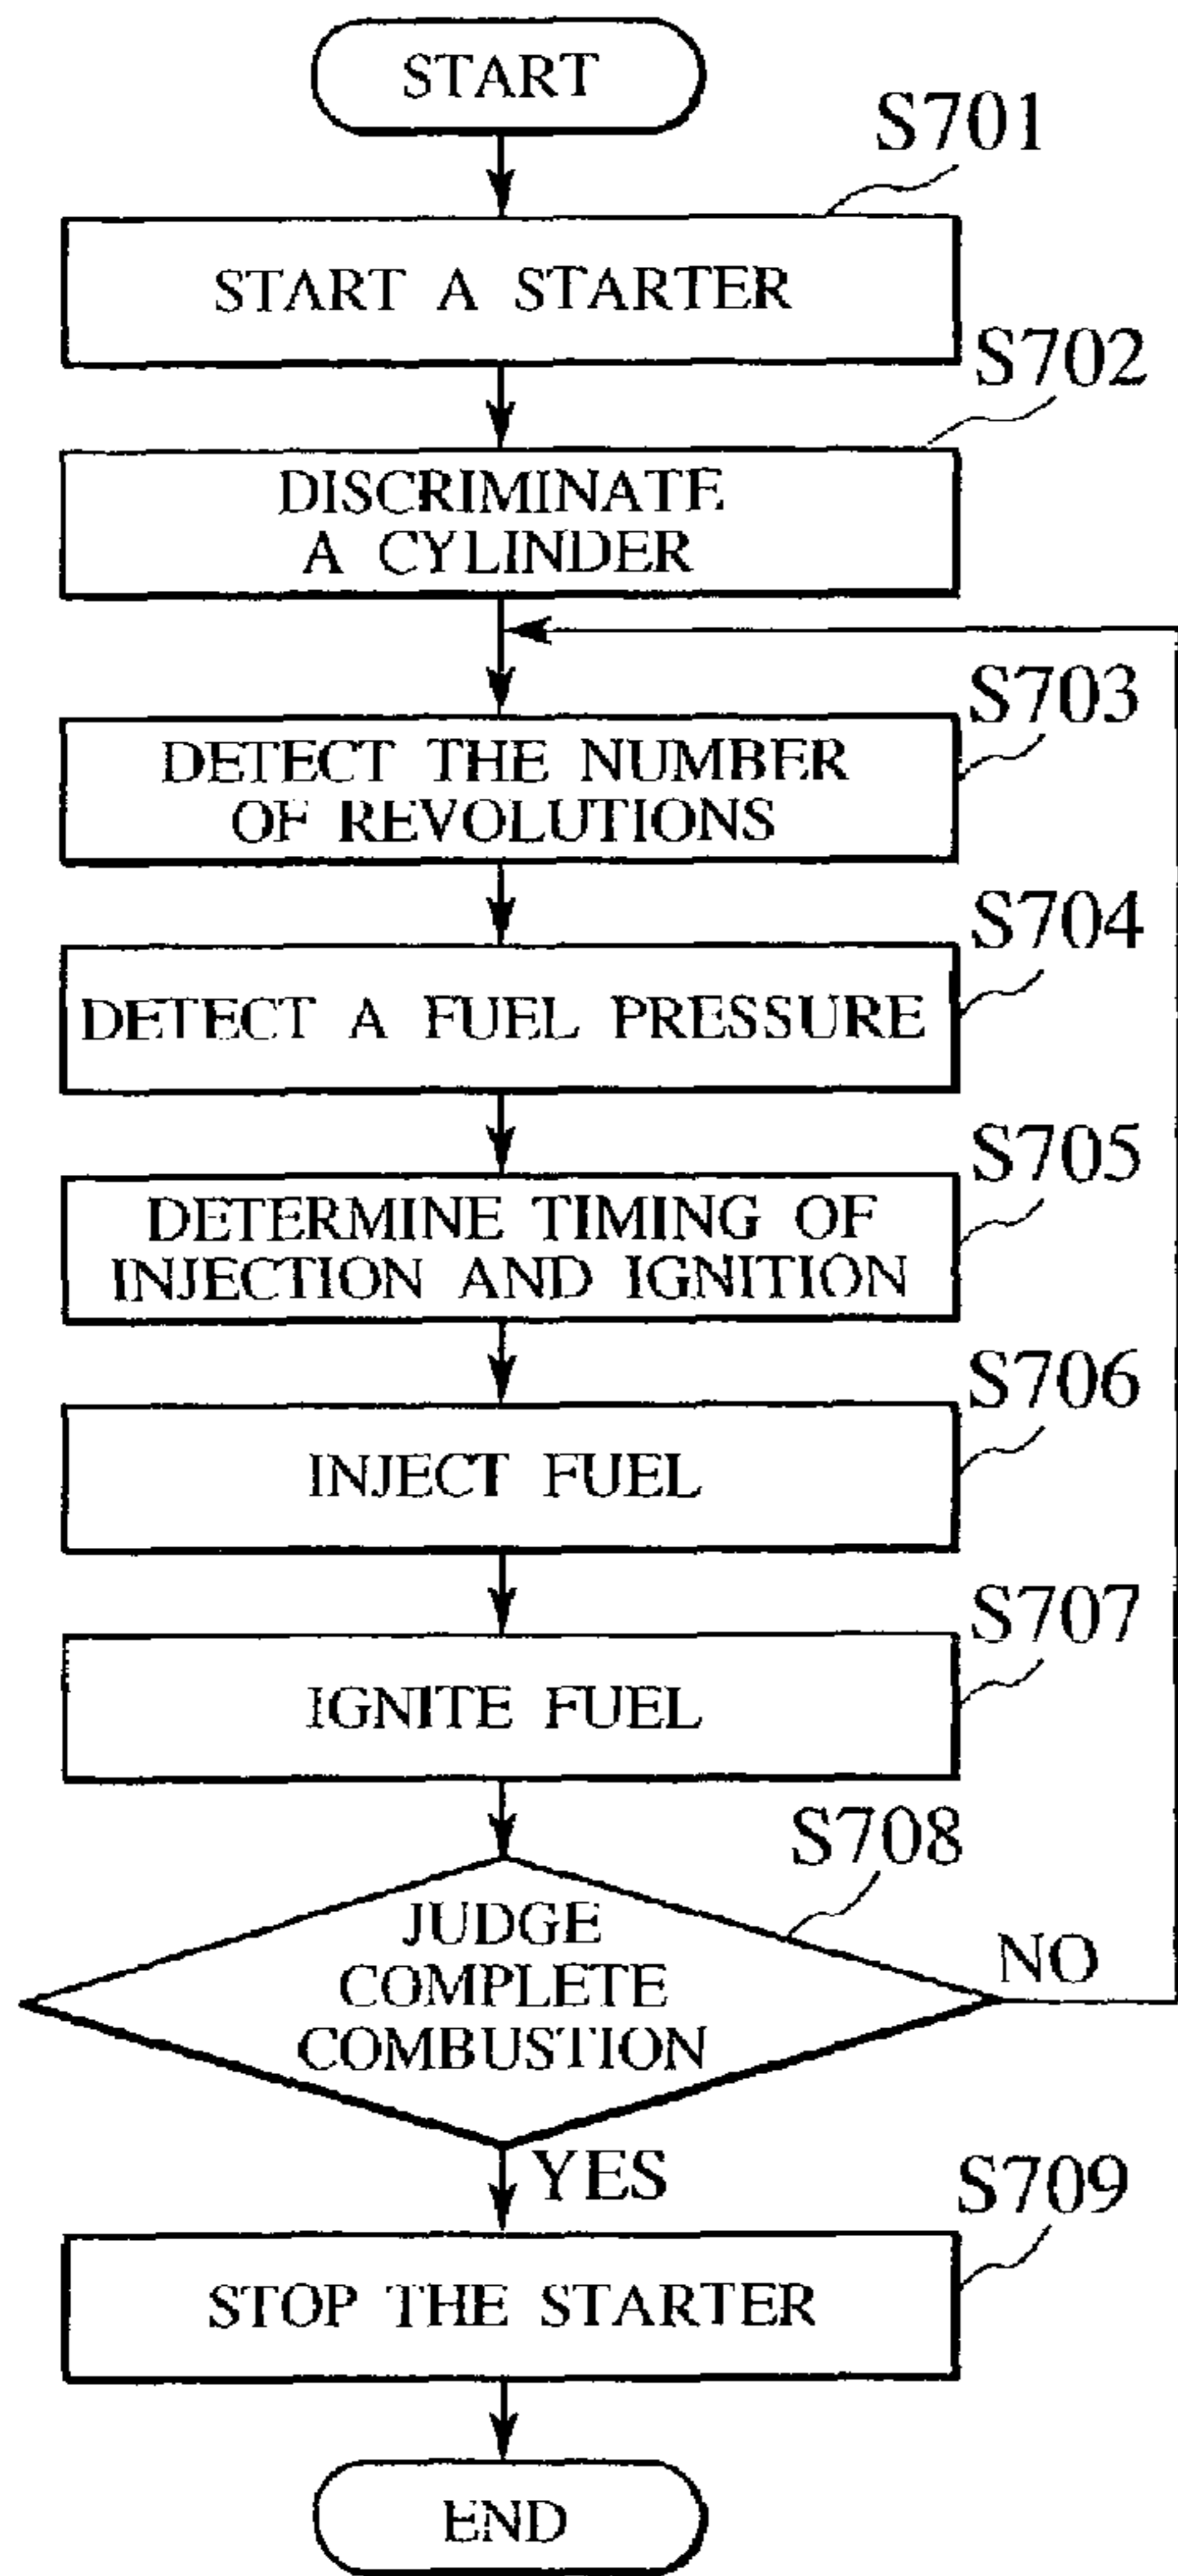 START
S701
START A STARTER
S702
DISCRIMINATE
A CYLINDER
S703
DETECT THE NUMBER
OF REVOLUTIONS
S704
DETECT A FUEL PRESSURE
S705
DETERMINE TIMING OF
INJECTION AND IGNITION
S706
INJECT FUEL
S707
IGNITE FUEL
S708
JUDGE
COMPLETE
COMBUSTION
NO
YES
S709
STOP THE STARTER
END